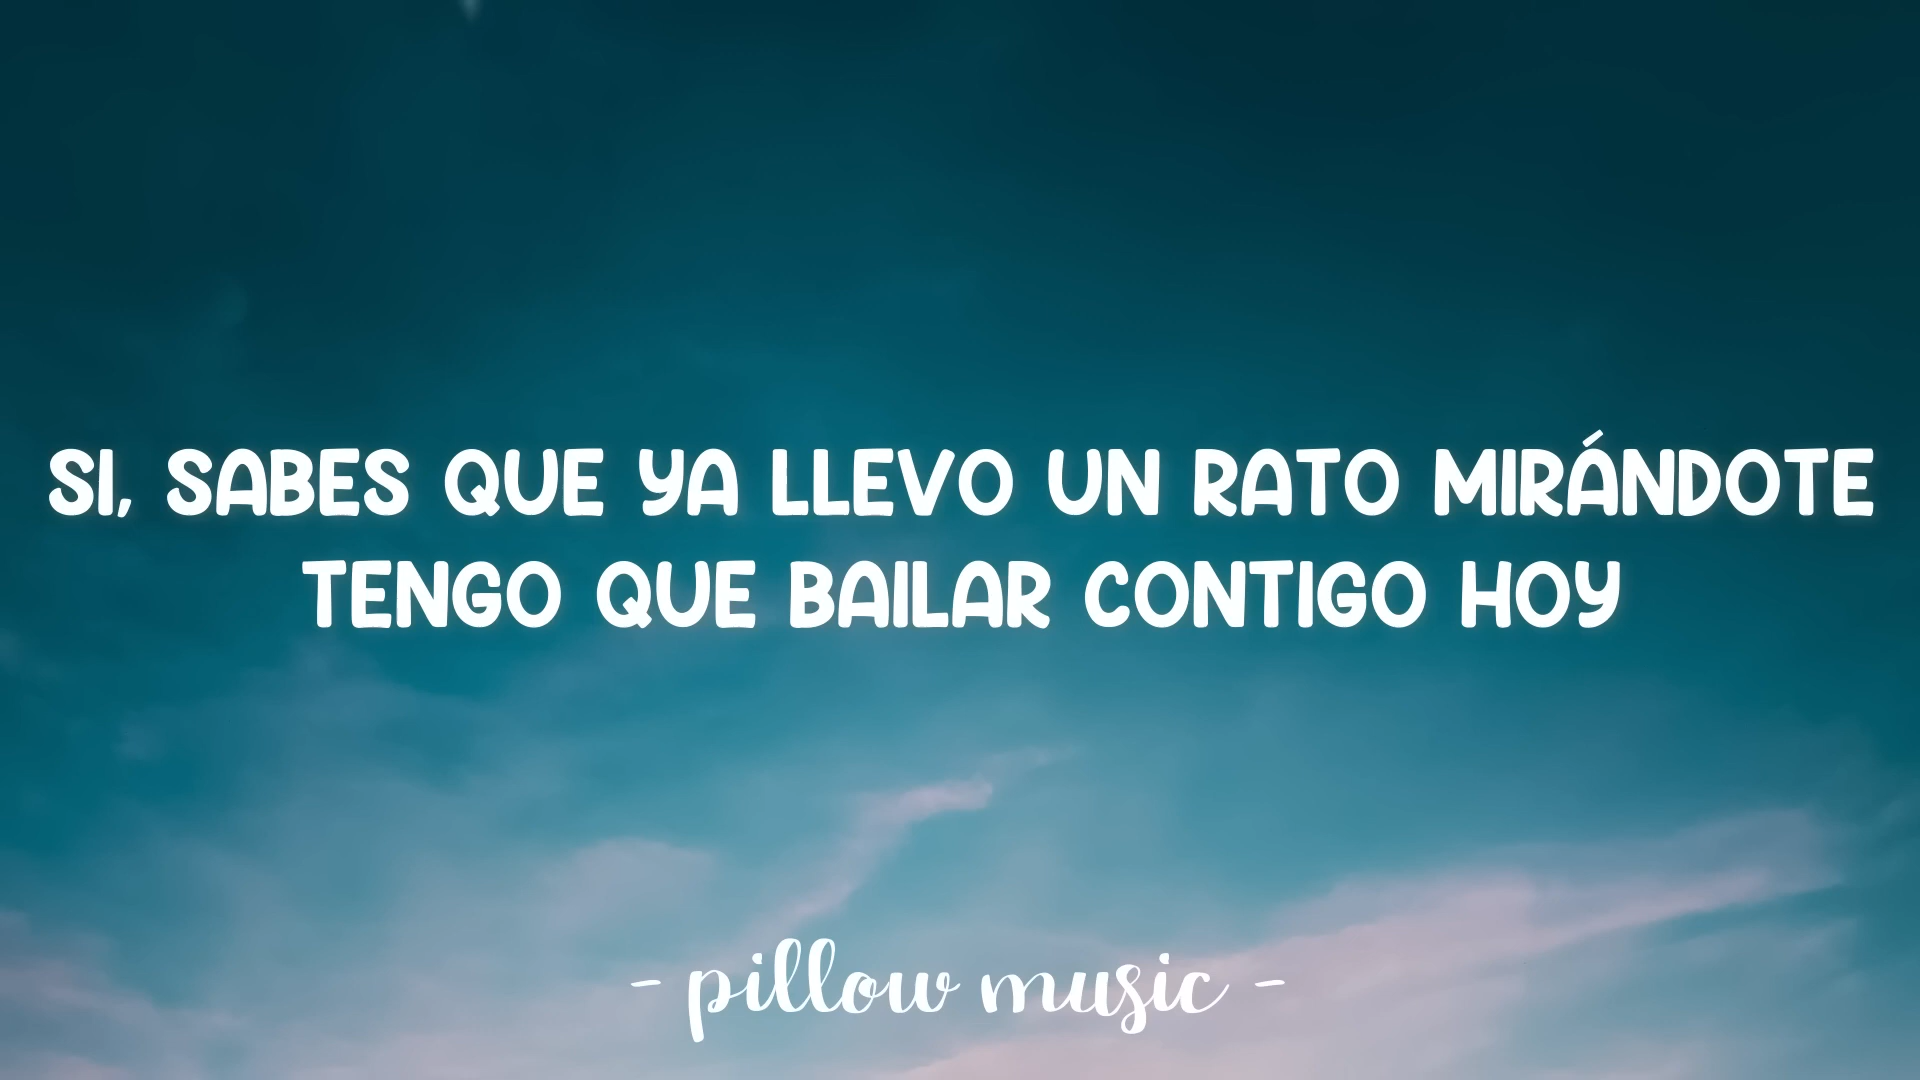 SI, SABES QUE YA LLEVO UN RATO MIRÁNDOTE
TENGO QUE BAILAR CONTIGO HOY
- pillow music -